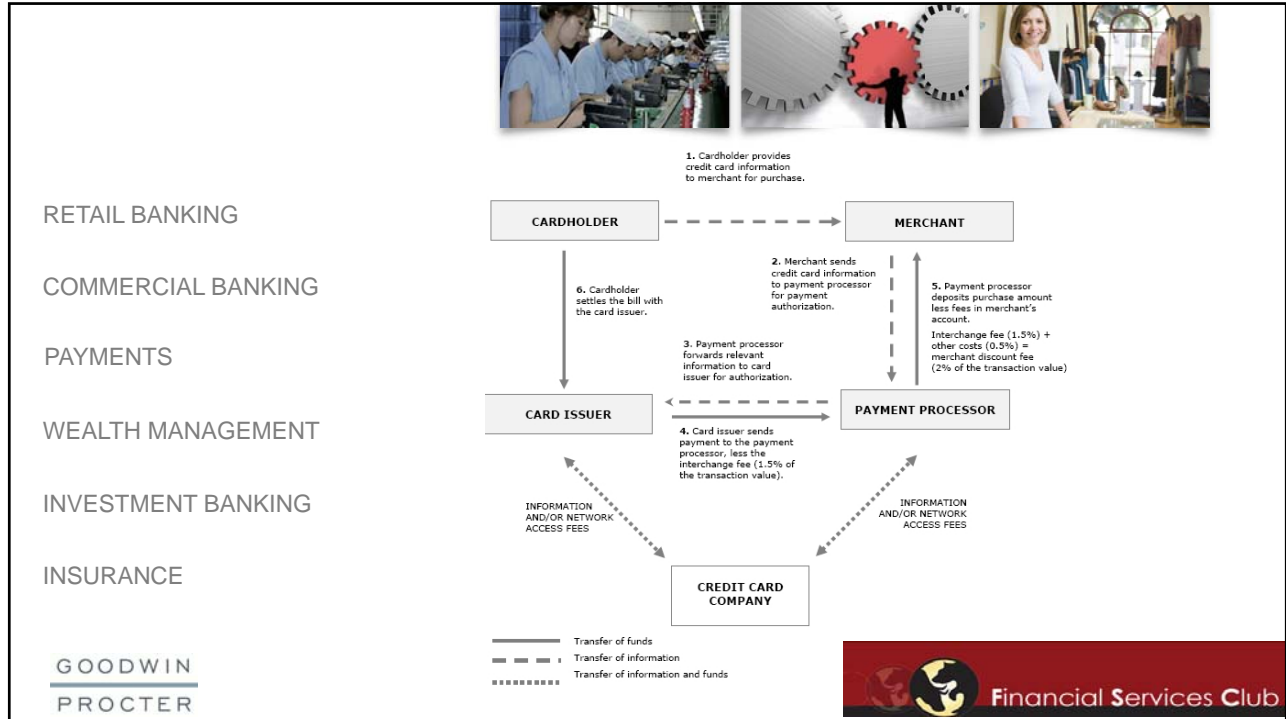 RETAIL BANKING
COMMERCIAL BANKING
PAYMENTS
WEALTH MANAGEMENT
INVESTMENT BANKING
INSURANCE
1. Cardholder provides
credit card information
to merchant for purchase.
CARDHOLDER
MERCHANT
2. Merchant sends
credit card information
to payment processor
for payment
authorization.
6. Cardholder
settles the bill with
the card issuer.
5. Payment processor
deposits purchase amount
less fees in merchant's
account.
Interchange fee (1.5%) +
other costs (0.5%) =
merchant discount fee
(2% of the transaction value)
3. Payment processor
forwards relevant
information to card
issuer for authorization.
CARD ISSUER
PAYMENT PROCESSOR
4. Card issuer sends
payment to the payment
processor, less the
interchange fee (1.5% of
the transaction value).
INFORMATION
AND/OR NETWORK
ACCESS FEES
INFORMATION
AND/OR NETWORK
ACCESS FEES
CREDIT CARD
COMPANY
Transfer of funds
Transfer of information
Transfer of information and funds
GOODWIN
PROCTER
Financial Services Club